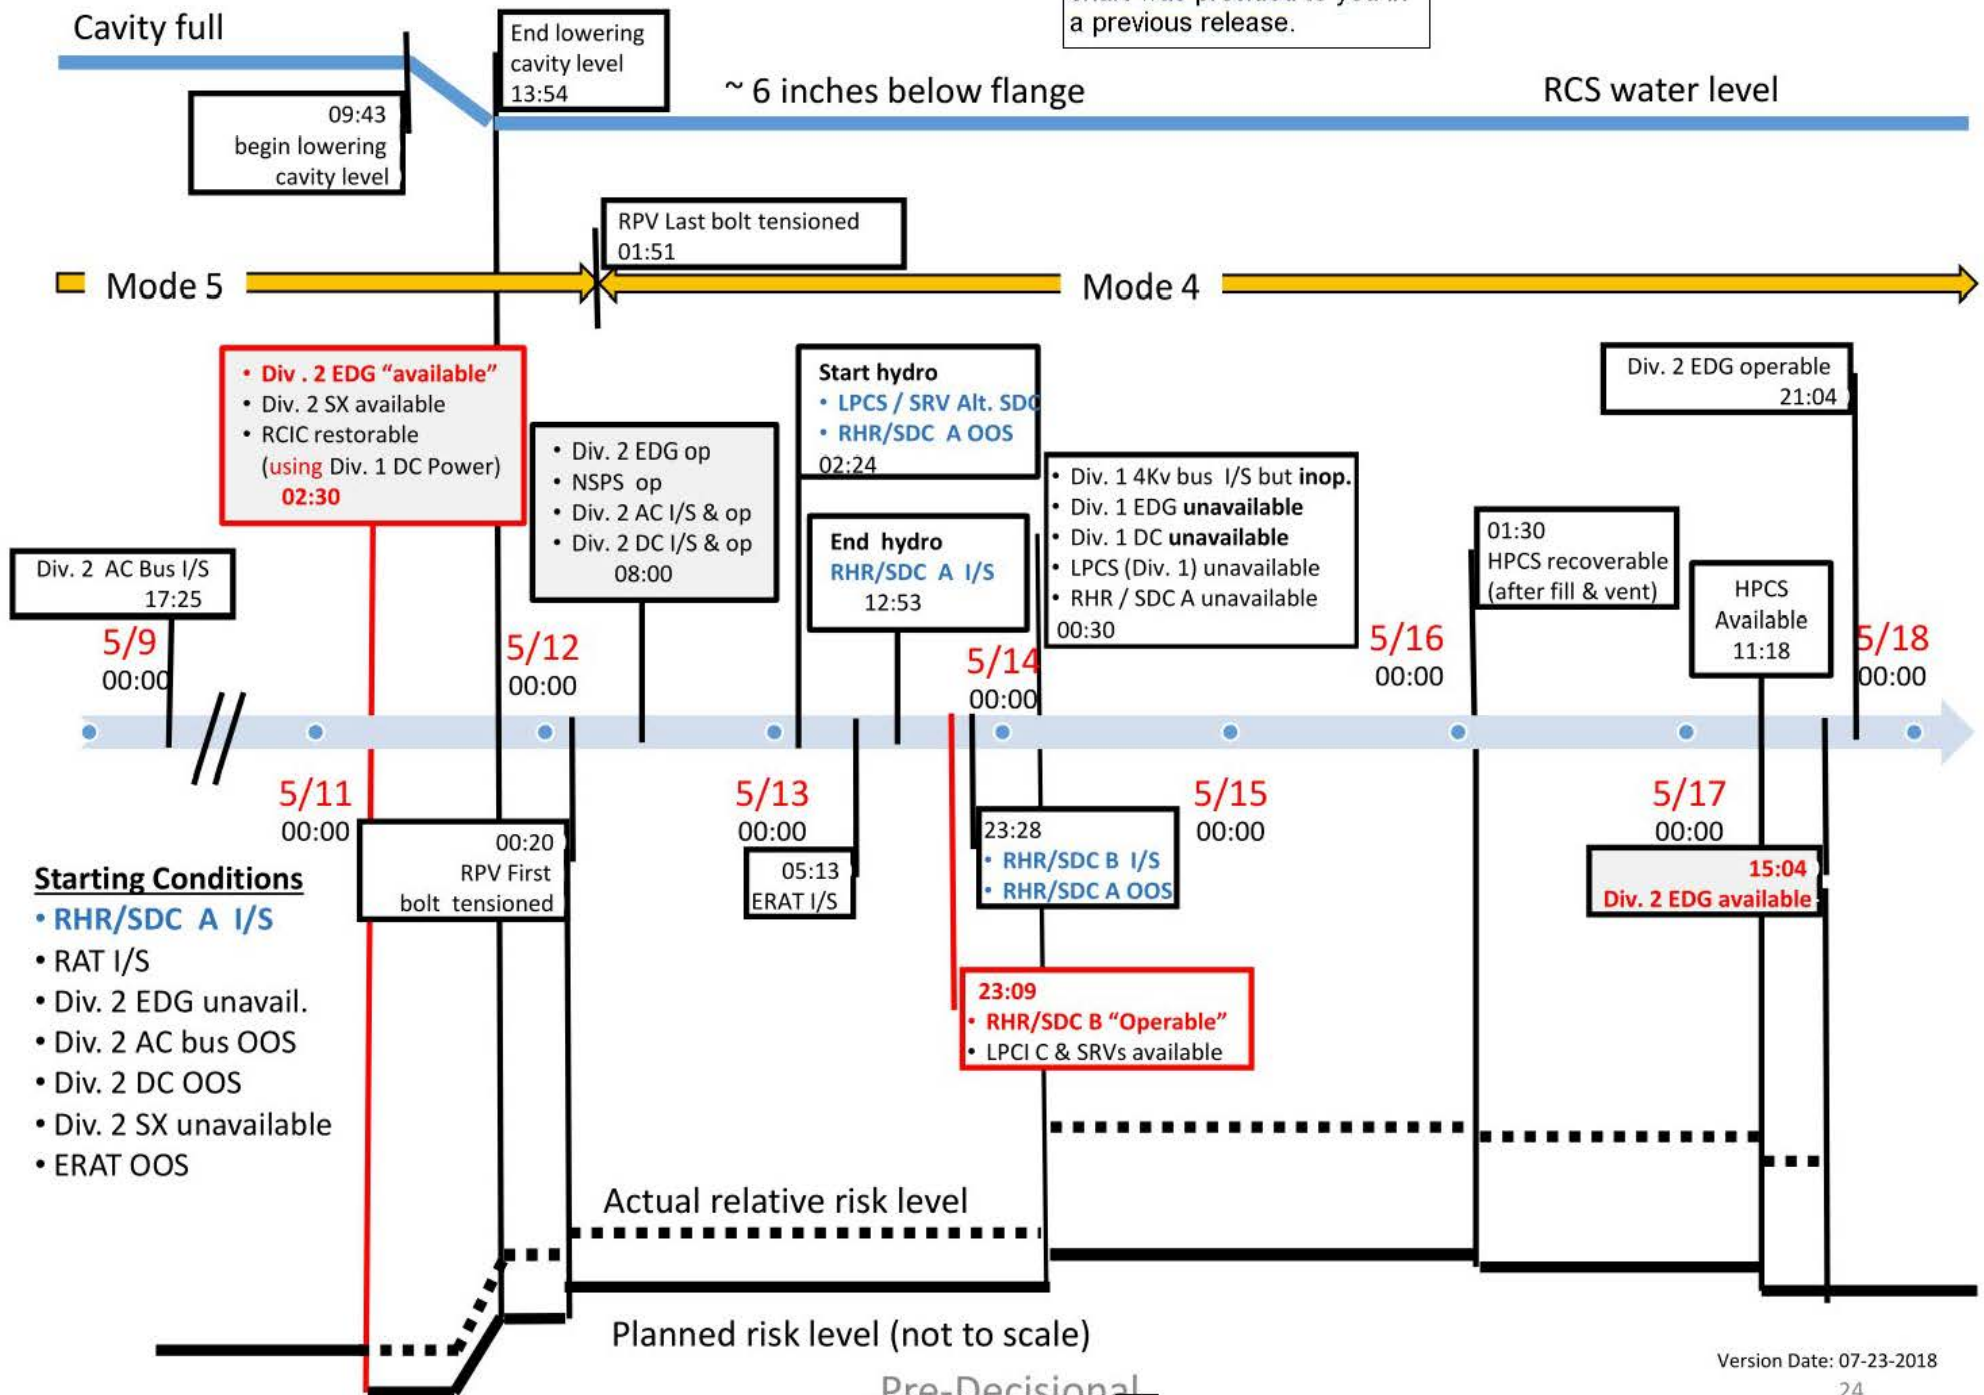 a previous release.
Cavity full
End lowering
cavity level
13:54
~ 6 inches below flange
RCS water level
09:43
begin lowering
cavity level
RPV Last bolt tensioned
01:51
Mode 5
Mode 4
• Div . 2 EDG “available”
• Div. 2 SX available
• RCIC restorable
(using Div. 1 DC Power)
02:30
• Div. 2 EDG op
• NSPS op
• Div. 2 AC I/S & op
• Div. 2 DC I/S & op
08:00
Start hydro
• LPCS / SRV Alt. SDC
• RHR/SDC A OOS
02:24
End hydro
RHR/SDC A I/S
12:53
• Div. 1 4Kv bus I/S but inop.
• Div. 1 EDG unavailable
• Div. 1 DC unavailable
• LPCS (Div. 1) unavailable
• RHR / SDC A unavailable
00:30
Div. 2 EDG operable
21:04
01:30
HPCS recoverable
(after fill & vent)
HPCS
Available
11:18
Div. 2 AC Bus I/S
17:25
5/9
00:00
5/12
00:00
5/14
00:00
5/16
00:00
5/18
00:00
5/11
00:00
5/13
00:00
5/15
00:00
5/17
00:00
00:20
RPV First
bolt tensioned
05:13
ERAT I/S
23:28
• RHR/SDC B I/S
• RHR/SDC A OOS
15:04
Div. 2 EDG available
23:09
• RHR/SDC B “Operable”
• LPCI C & SRVs available
Starting Conditions
• RHR/SDC A I/S
• RAT I/S
• Div. 2 EDG unavail.
• Div. 2 AC bus OOS
• Div. 2 DC OOS
• Div. 2 SX unavailable
• ERAT OOS
Actual relative risk level
Planned risk level (not to scale)
Version Date: 07-23-2018
Pre-Decisional
24